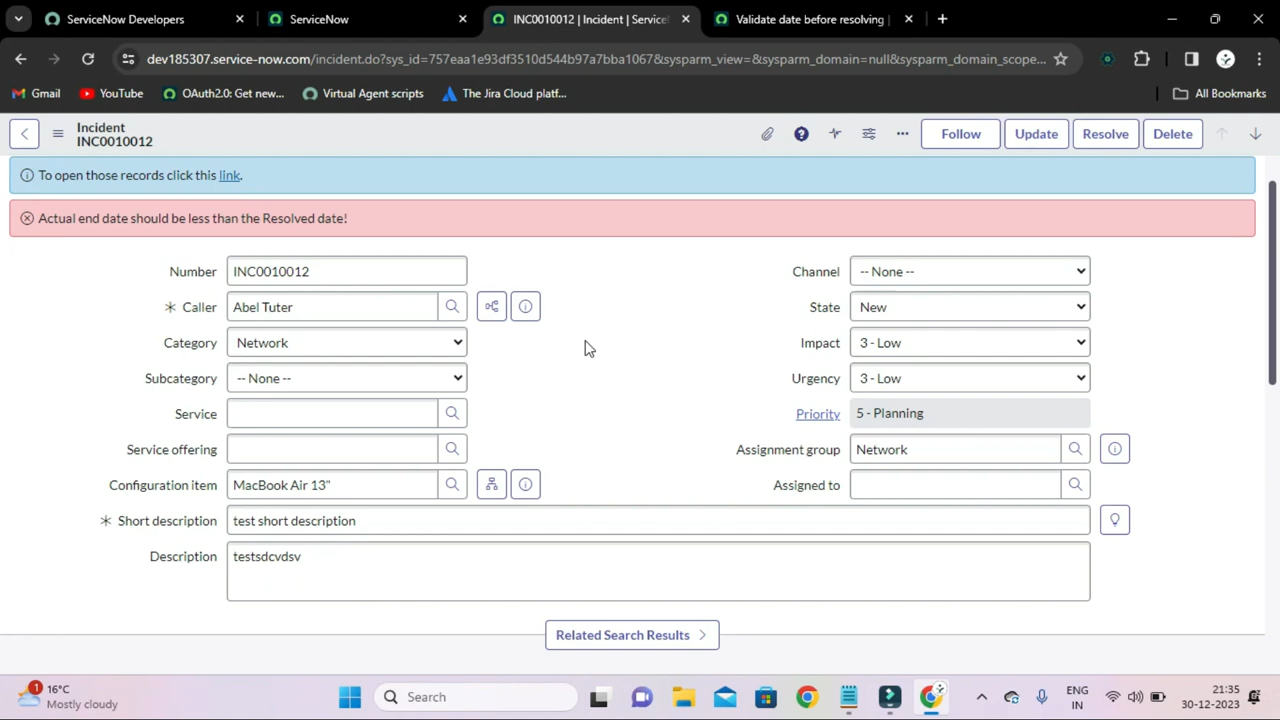 ServiceNow Developers
ServiceNow
INC0010012 | Incident | Service
Validate date before resolving
dev185307.service-now.com/incident.do?sys_id=757eaa1e93df3510d544b97a7bba1067&sysparm_view=&sysparm_domain=null&sysparm_domain_scope...
Gmail
YouTube
OAuth2.0: Get new...
Virtual Agent scripts
The Jira Cloud platf...
All Bookmarks
Incident
INC0010012
Follow
Update
Resolve
Delete
To open those records click this link.
Actual end date should be less than the Resolved date!
Number INC0010012
Channel -- None --
Caller Abel Tuter
State New
Category Network
Impact 3 - Low
Subcategory -- None --
Urgency 3 - Low
Service
Priority 5 - Planning
Service offering
Assignment group Network
Configuration item MacBook Air 13"
Assigned to
Short description test short description
Description testsdcvdsv
Related Search Results
1
16°C
Mostly cloudy
Search
ENG
IN
21:35
30-12-2023